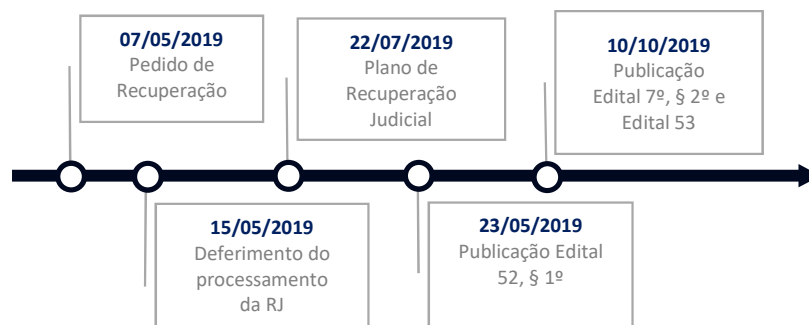 07/05/2019
Pedido de
Recuperação
22/07/2019
Plano de
Recuperação
Judicial
10/10/2019
Publicação
Edital 7º, § 2º e
Edital 53
15/05/2019
Deferimento do
processamento
da RJ
23/05/2019
Publicação Edital
52, § 1º